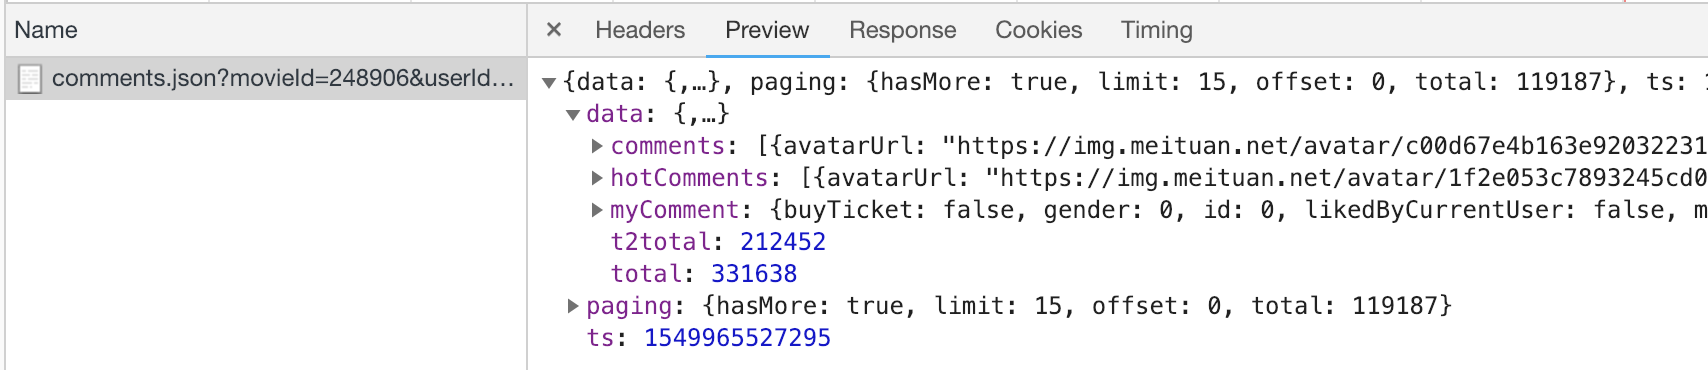 Name
× Headers Preview Response Cookies Timing
comments.json?movieId=248906&userId...
{data: {,…}, paging: {hasMore: true, limit: 15, offset: 0, total: 119187}, ts:
data: {,…}
comments: [{avatarUrl: "https://img.meituan.net/avatar/c00d67e4b163e92032231
hotComments: [{avatarUrl: "https://img.meituan.net/avatar/1f2e053c7893245cd0
myComment: {buyTicket: false, gender: 0, id: 0, likedByCurrentUser: false, m
t2total: 212452
total: 331638
paging: {hasMore: true, limit: 15, offset: 0, total: 119187}
ts: 1549965527295